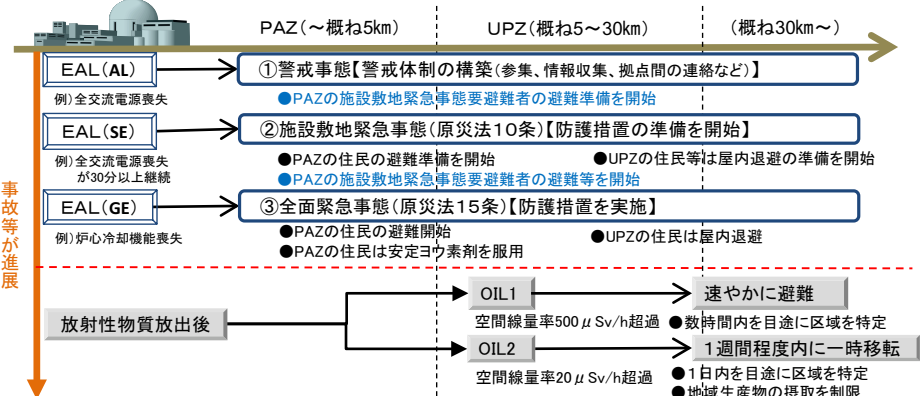 PAZ(～概ね5km)
UPZ(概ね5～30km)
(概ね30km～)
EAL(AL)
①警戒事態【警戒体制の構築(参集、情報収集、拠点間の連絡など)】
例)全交流電源喪失
●PAZの施設敷地緊急事態要避難者の避難準備を開始
EAL(SE)
②施設敷地緊急事態(原災法10条)【防護措置の準備を開始】
例)全交流電源喪失
が30分以上継続
●PAZの住民の避難準備を開始
●UPZの住民等は屋内退避の準備を開始
●PAZの施設敷地緊急事態要避難者の避難等を開始
EAL(GE)
③全面緊急事態(原災法15条)【防護措置を実施】
例)炉心冷却機能喪失
●PAZの住民の避難開始
●UPZの住民は屋内退避
●PAZの住民は安定ヨウ素剤を服用
事故等が進展
放射性物質放出後
OIL1
速やかに避難
空間線量率500μSv/h超過
●数時間内を目途に区域を特定
OIL2
1週間程度内に一時移転
空間線量率20μSv/h超過
●1日内を目途に区域を特定
●地域生産物の摂取を制限